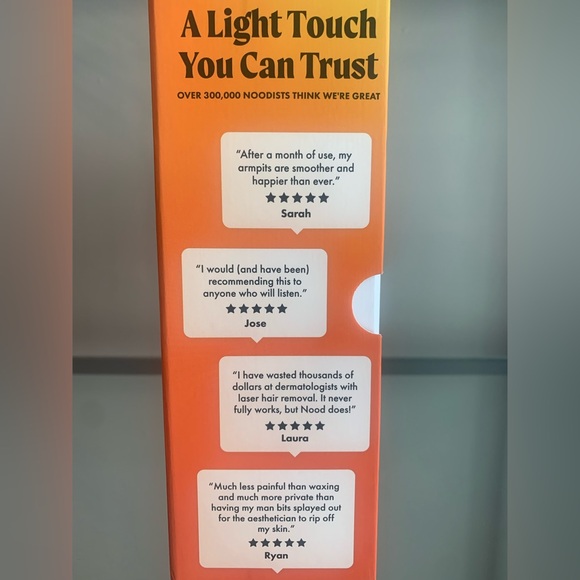 A Light Touch
You Can Trust
OVER 300,000 NOODISTS THINK WE'RE GREAT
“After a month of use, my
armpits are smoother and
happier than ever.”
★★★★★
Sarah
“I would (and have been)
recommending this to
anyone who will listen.”
★★★★★
Jose
“I have wasted thousands of
dollars at dermatologists with
laser hair removal. It never
fully works, but Nood does!”
★★★★★
Laura
“Much less painful than waxing
and much more private than
having my man bits splayed out
for the aesthetician to rip off
my skin.”
★★★★★
Ryan